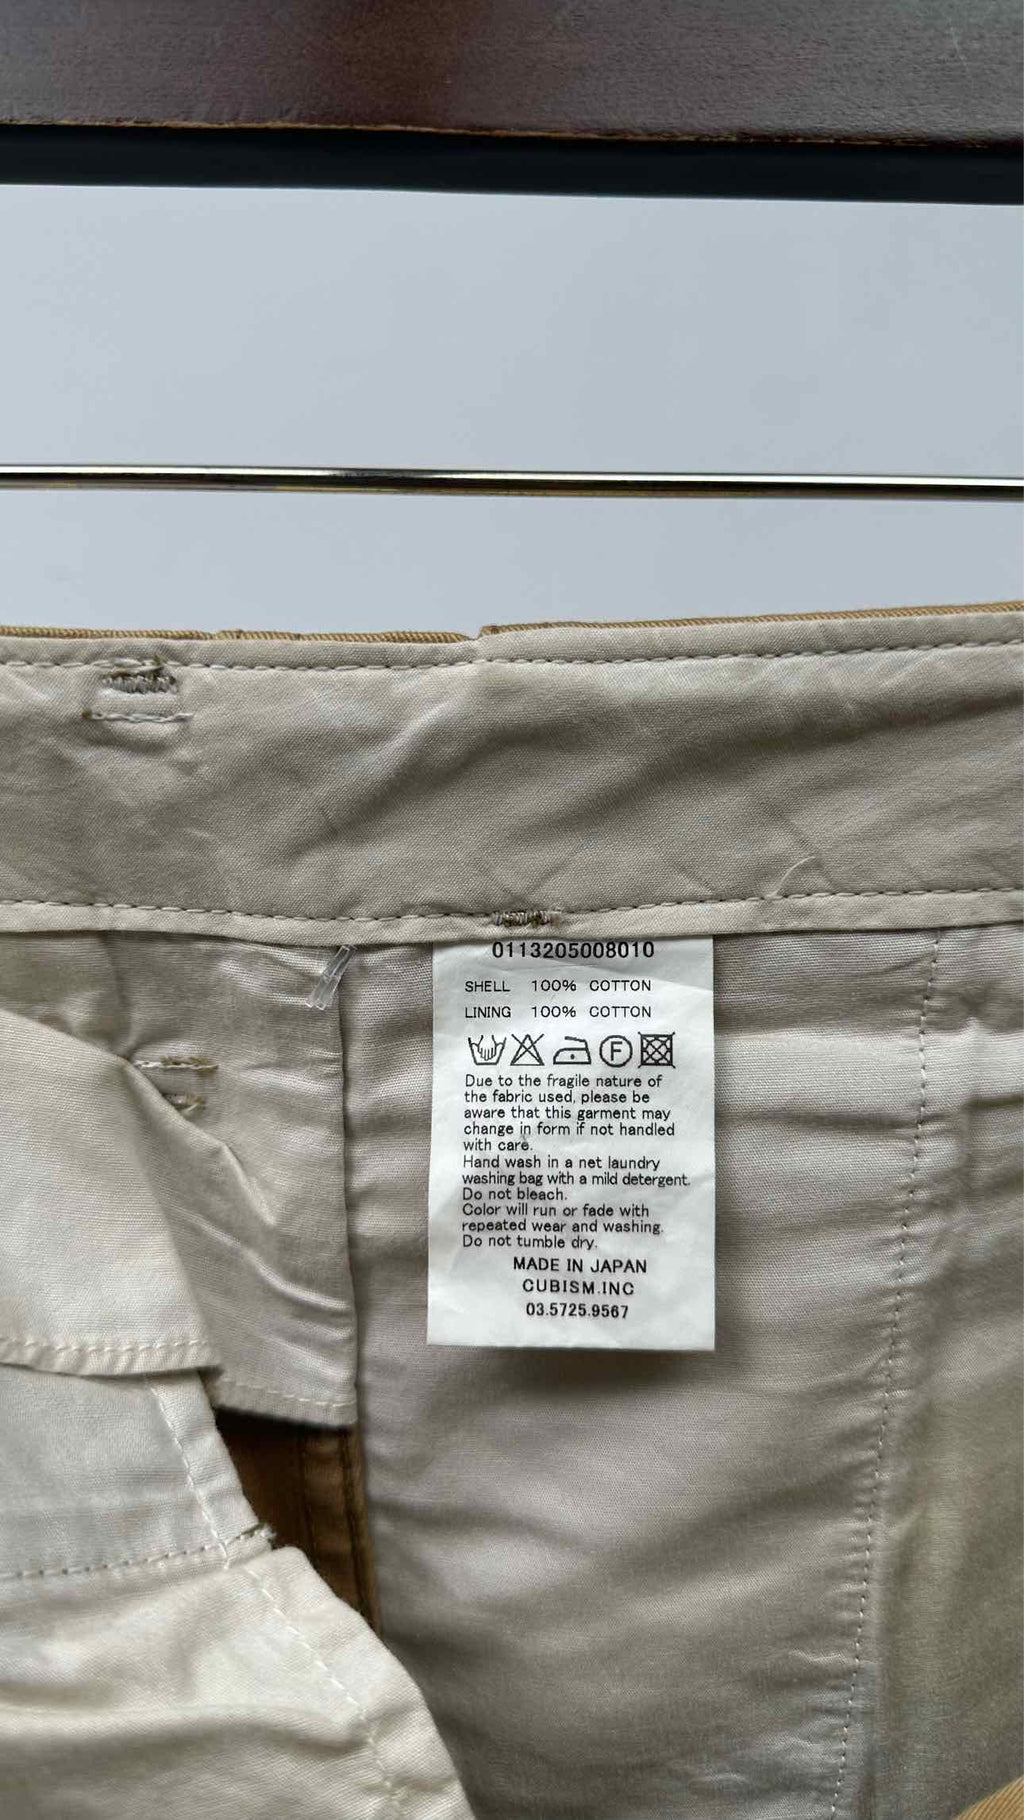 0113205008010
SHELL 100% COTTON
LINING 100% COTTON
F
Due to the fragile nature of
the fabric used, please be
aware that this garment may
change in form if not handled
with care.
Hand wash in a net laundry
washing bag with a mild detergent.
Do not bleach.
Color will run or fade with
repeated wear and washing.
Do not tumble dry.
MADE IN JAPAN
CUBISM.INC
03.5725.9567